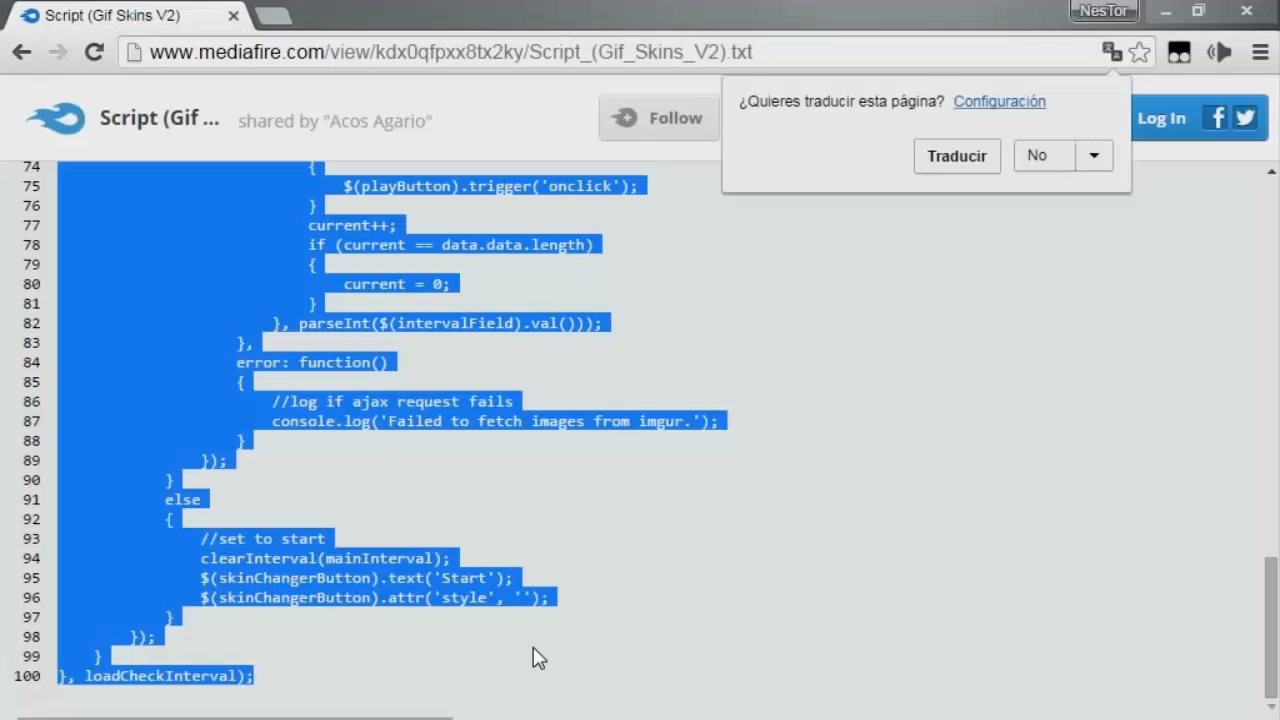 Script (Gif Skins V2)
NesTor
www.mediafire.com/view/kdx0qfpxx8tx2ky/Script_(Gif_Skins_V2).txt
¿Quieres traducir esta página? Configuración
Traducir No
Script (Gif ... shared by "Acos Agario" Follow Log In
74 {
75 $(playButton).trigger('onclick');
76 }
77 current++;
78 if (current == data.data.length)
79 {
80 current = 0;
81 }
82 }, parseInt($(intervalField).val()));
83 },
84 error: function()
85 {
86 //log if ajax request fails
87 console.log('Failed to fetch images from imgur.');
88 }
89 });
90 }
91 else
92 {
93 //set to start
94 clearInterval(mainInterval);
95 $(skinChangerButton).text('Start');
96 $(skinChangerButton).attr('style', '');
97 }
98 });
99 }
100 }, loadCheckInterval);